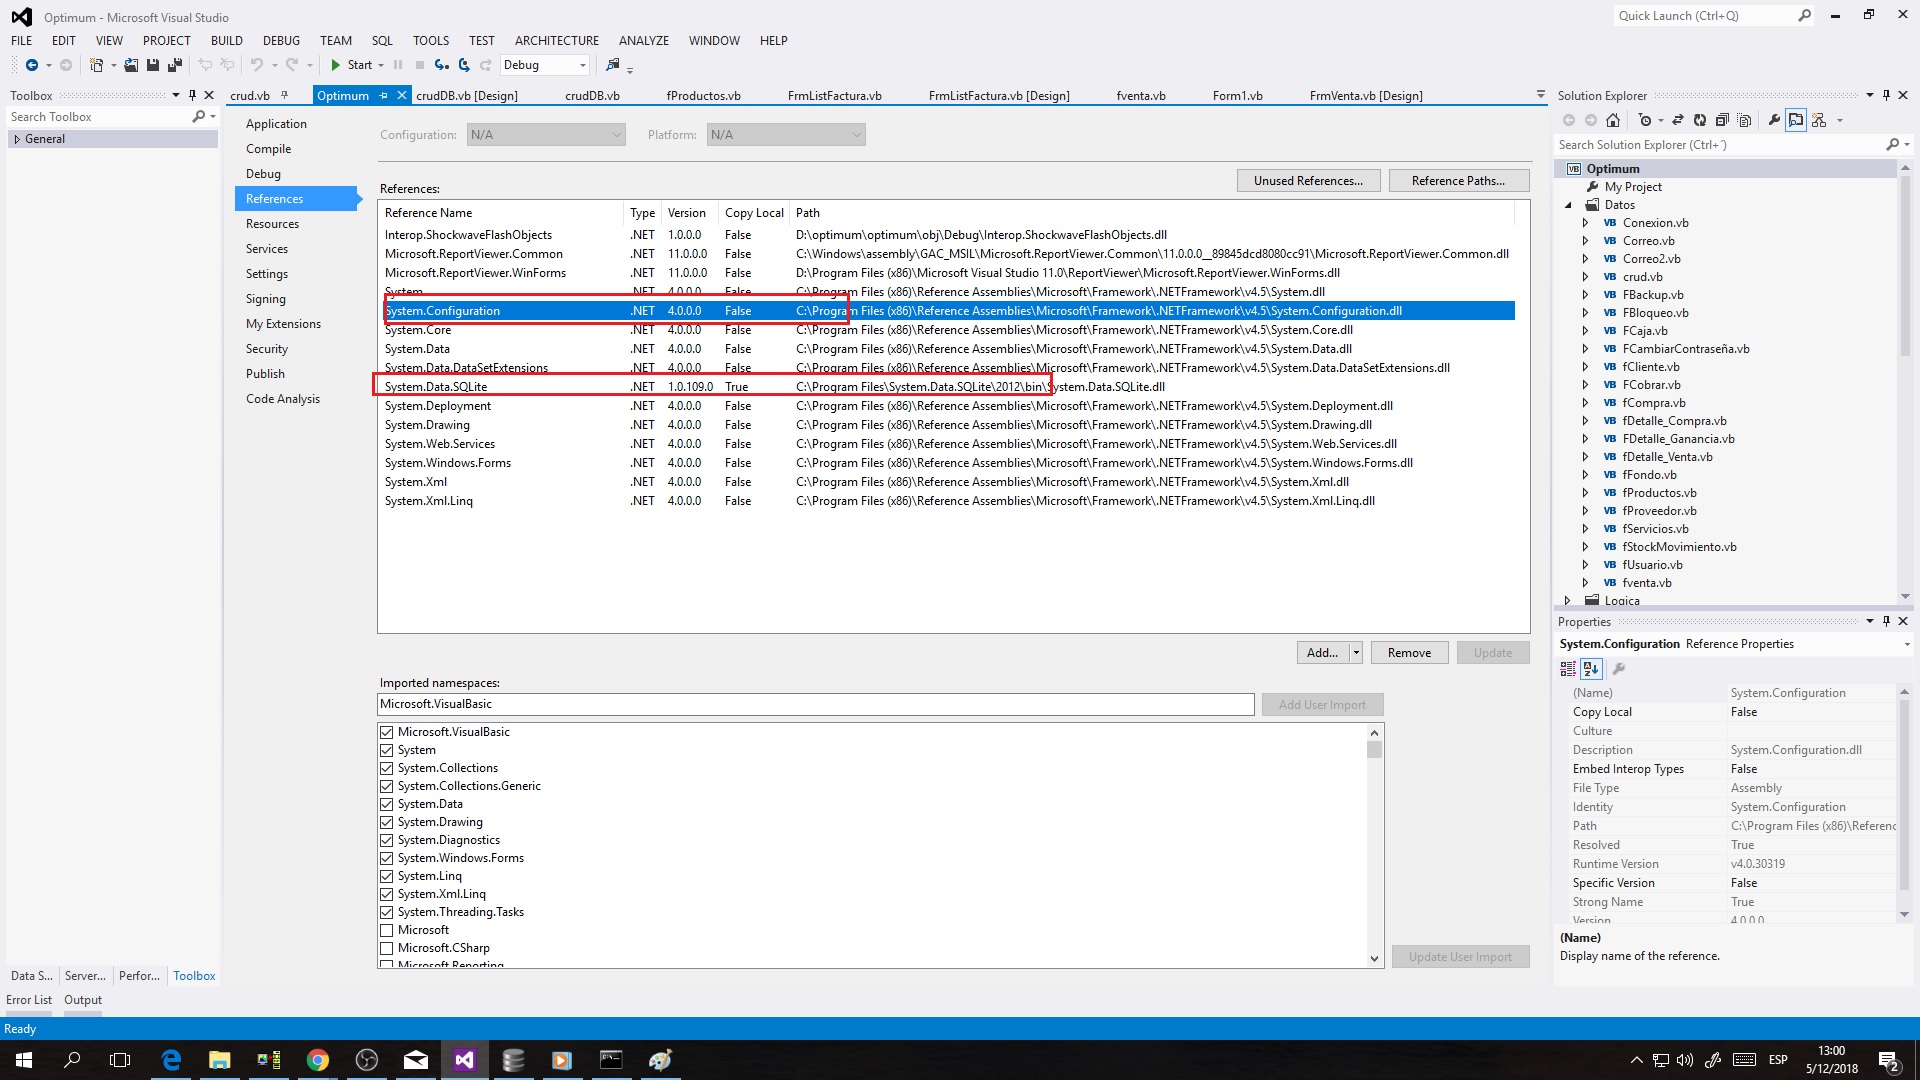 Optimum - Microsoft Visual Studio
Quick Launch (Ctrl+Q)
FILE EDIT VIEW PROJECT BUILD DEBUG TEAM SQL TOOLS TEST ARCHITECTURE ANALYZE WINDOW HELP
Start Debug
Toolbox
Search Toolbox
General
crud.vb Optimum crudDB.vb [Design] crudDB.vb fProductos.vb FrmListFactura.vb FrmListFactura.vb [Design] fventa.vb Form1.vb FrmVenta.vb [Design]
Application
Compile
Debug
References
Resources
Services
Settings
Signing
My Extensions
Security
Publish
Code Analysis
Configuration: N/A Platform: N/A
References:
Unused References... Reference Paths...
Reference Name Type Version Copy Local Path
Interop.ShockwaveFlashObjects .NET 1.0.0.0 False D:\optimum\optimum\obj\Debug\Interop.ShockwaveFlashObjects.dll
Microsoft.ReportViewer.Common .NET 11.0.0.0 False C:\Windows\assembly\GAC_MSIL\Microsoft.ReportViewer.Common\11.0.0.0__89845dcd8080cc91\Microsoft.ReportViewer.Common.dll
Microsoft.ReportViewer.WinForms .NET 11.0.0.0 False D:\Program Files (x86)\Microsoft Visual Studio 11.0\ReportViewer\Microsoft.ReportViewer.WinForms.dll
System .NET 4.0.0.0 False C:\Program Files (x86)\Reference Assemblies\Microsoft\Framework\.NETFramework\v4.5\System.dll
System.Configuration .NET 4.0.0.0 False C:\Program Files (x86)\Reference Assemblies\Microsoft\Framework\.NETFramework\v4.5\System.Configuration.dll
System.Core .NET 4.0.0.0 False C:\Program Files (x86)\Reference Assemblies\Microsoft\Framework\.NETFramework\v4.5\System.Core.dll
System.Data .NET 4.0.0.0 False C:\Program Files (x86)\Reference Assemblies\Microsoft\Framework\.NETFramework\v4.5\System.Data.dll
System.Data.DataSetExtensions .NET 4.0.0.0 False C:\Program Files (x86)\Reference Assemblies\Microsoft\Framework\.NETFramework\v4.5\System.Data.DataSetExtensions.dll
System.Data.SQLite .NET 1.0.109.0 True C:\Program Files\System.Data.SQLite\2012\bin\System.Data.SQLite.dll
System.Deployment .NET 4.0.0.0 False C:\Program Files (x86)\Reference Assemblies\Microsoft\Framework\.NETFramework\v4.5\System.Deployment.dll
System.Drawing .NET 4.0.0.0 False C:\Program Files (x86)\Reference Assemblies\Microsoft\Framework\.NETFramework\v4.5\System.Drawing.dll
System.Web.Services .NET 4.0.0.0 False C:\Program Files (x86)\Reference Assemblies\Microsoft\Framework\.NETFramework\v4.5\System.Web.Services.dll
System.Windows.Forms .NET 4.0.0.0 False C:\Program Files (x86)\Reference Assemblies\Microsoft\Framework\.NETFramework\v4.5\System.Windows.Forms.dll
System.Xml .NET 4.0.0.0 False C:\Program Files (x86)\Reference Assemblies\Microsoft\Framework\.NETFramework\v4.5\System.Xml.dll
System.Xml.Linq .NET 4.0.0.0 False C:\Program Files (x86)\Reference Assemblies\Microsoft\Framework\.NETFramework\v4.5\System.Xml.Linq.dll
Add... Remove Update
Imported namespaces:
Microsoft.VisualBasic Add User Import
Microsoft.VisualBasic
System
System.Collections
System.Collections.Generic
System.Data
System.Drawing
System.Diagnostics
System.Windows.Forms
System.Linq
System.Xml.Linq
System.Threading.Tasks
Microsoft
Microsoft.CSharp
Microsoft.Reporting
Update User Import
Solution Explorer
Search Solution Explorer (Ctrl+´)
VB Optimum
My Project
Datos
VB Conexion.vb
VB Correo.vb
VB Correo2.vb
VB crud.vb
VB FBackup.vb
VB FBloqueo.vb
VB FCaja.vb
VB FCambiarContraseña.vb
VB fCliente.vb
VB FCobrar.vb
VB fCompra.vb
VB fDetalle_Compra.vb
VB FDetalle_Ganancia.vb
VB fDetalle_Venta.vb
VB fFondo.vb
VB fProductos.vb
VB fProveedor.vb
VB fServicios.vb
VB fStockMovimiento.vb
VB fUsuario.vb
VB fventa.vb
Logica
Properties
System.Configuration Reference Properties
(Name) System.Configuration
Copy Local False
Culture
Description System.Configuration.dll
Embed Interop Types False
File Type Assembly
Identity System.Configuration
Path C:\Program Files (x86)\Referenc
Resolved True
Runtime Version v4.0.30319
Specific Version False
Strong Name True
Version 4.0.0.0
(Name)
Display name of the reference.
Data S... Server... Perfor... Toolbox
Error List Output
Ready
ESP
13:00
5/12/2018
2